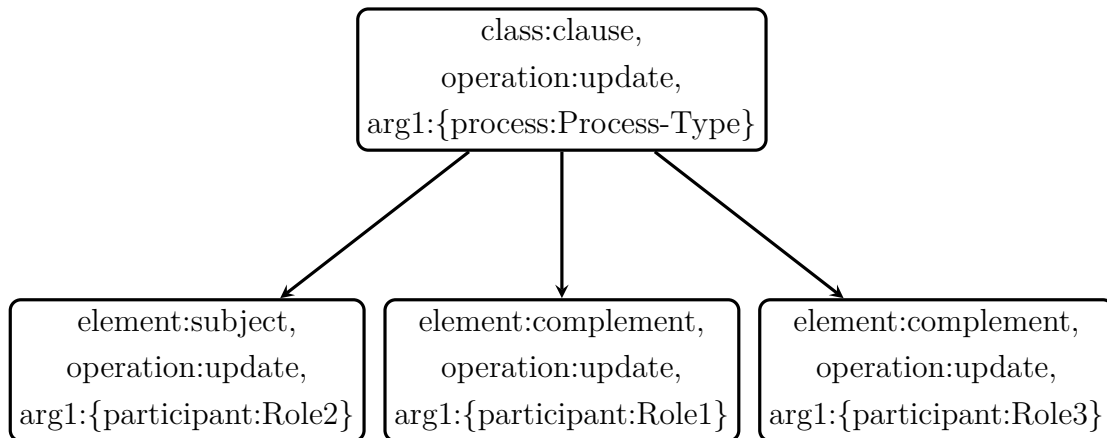 class:clause,
operation:update,
arg1:{process:Process-Type}
element:subject,
operation:update,
arg1:{participant:Role2}
element:complement,
operation:update,
arg1:{participant:Role1}
element:complement,
operation:update,
arg1:{participant:Role3}